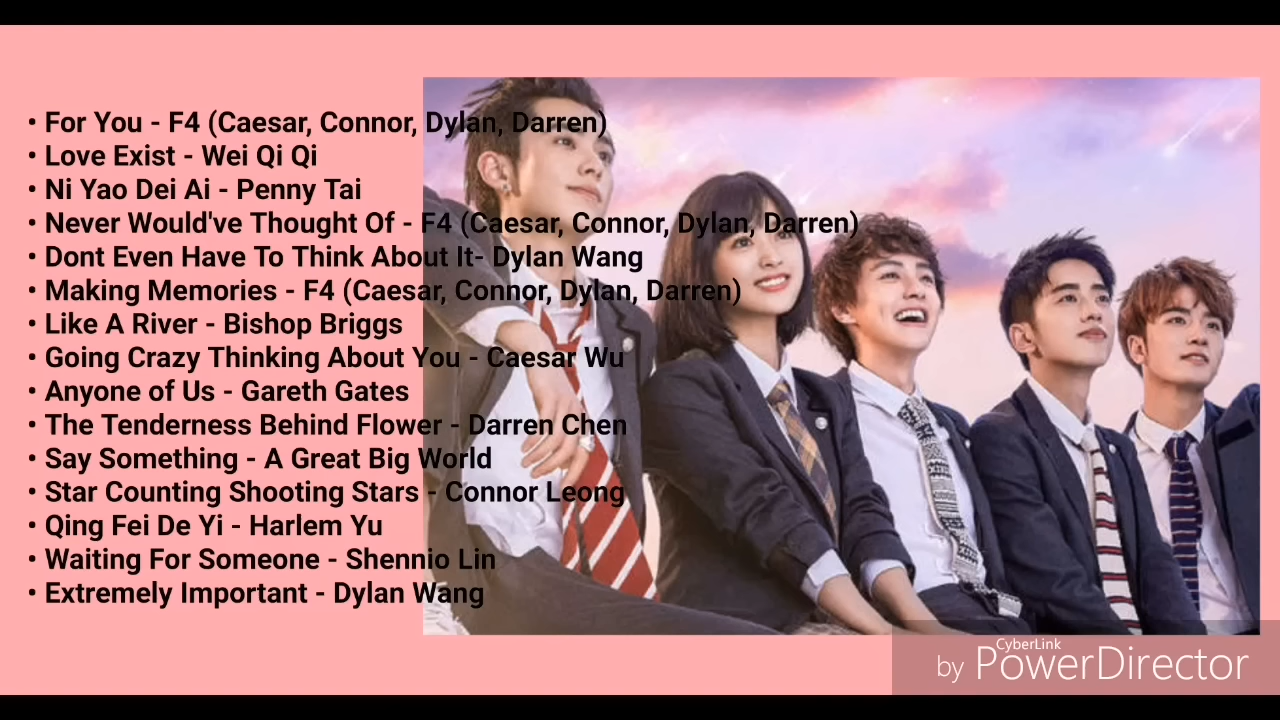 • For You - F4 (Caesar, Connor, Dylan, Darren)
• Love Exist - Wei Qi Qi
• Ni Yao Dei Ai - Penny Tai
• Never Would've Thought Of - F4 (Caesar, Connor, Dylan, Darren)
• Dont Even Have To Think About It- Dylan Wang
• Making Memories - F4 (Caesar, Connor, Dylan, Darren)
• Like A River - Bishop Briggs
• Going Crazy Thinking About You - Caesar Wu
• Anyone of Us - Gareth Gates
• The Tenderness Behind Flower - Darren Chen
• Say Something - A Great Big World
• Star Counting Shooting Stars - Connor Leong
• Qing Fei De Yi - Harlem Yu
• Waiting For Someone - Shennio Lin
• Extremely Important - Dylan Wang
CyberLink
by PowerDirector